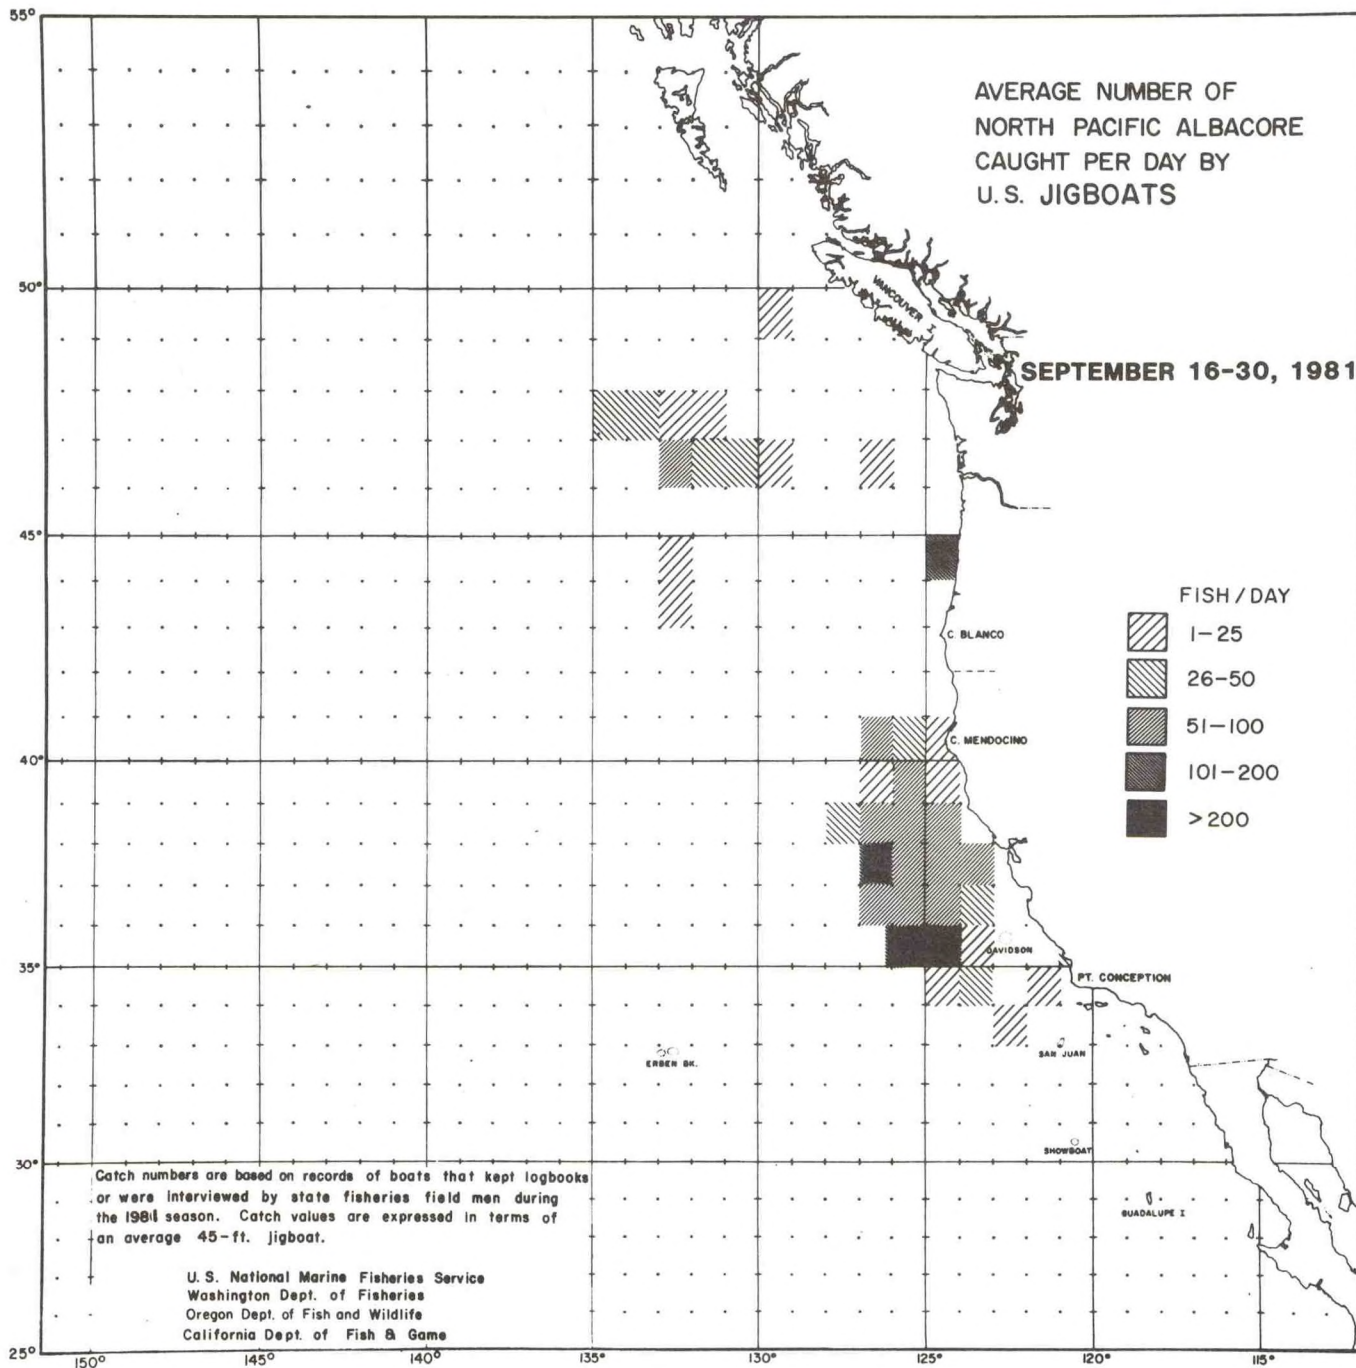 55°
AVERAGE NUMBER OF
NORTH PACIFIC ALBACORE
CAUGHT PER DAY BY
U.S. JIGBOATS
50°
VANCOUVER I.
SEPTEMBER 16-30, 1981
45°
FISH/DAY
1-25
C. BLANCO
26-50
51-100
C. MENDOCINO
40°
101-200
>200
DAVIDSON
35°
PT. CONCEPTION
ERBEN BK.
SAN JUAN
SHOWBOAT
30°
Catch numbers are based on records of boats that kept logbooks
or were interviewed by state fisheries field men during
the 1981 season. Catch values are expressed in terms of
an average 45-ft. jigboat.
GUADALUPE I
U. S. National Marine Fisheries Service
Washington Dept. of Fisheries
Oregon Dept. of Fish and Wildlife
California Dept. of Fish & Game
25°
150° 145° 140° 135° 130° 125° 120° 115°